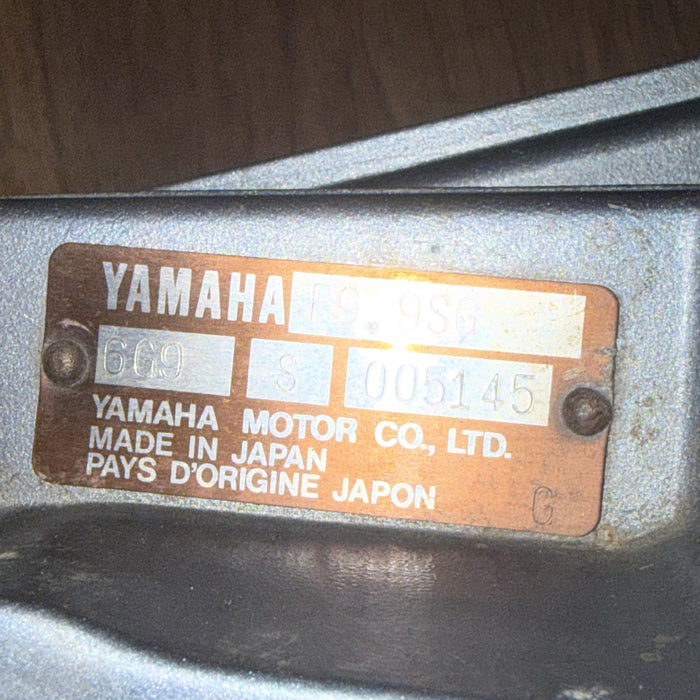 YAMAHA F9.9SG
6G9 S 005145
YAMAHA MOTOR CO., LTD.
MADE IN JAPAN
PAYS D'ORIGINE JAPON
C